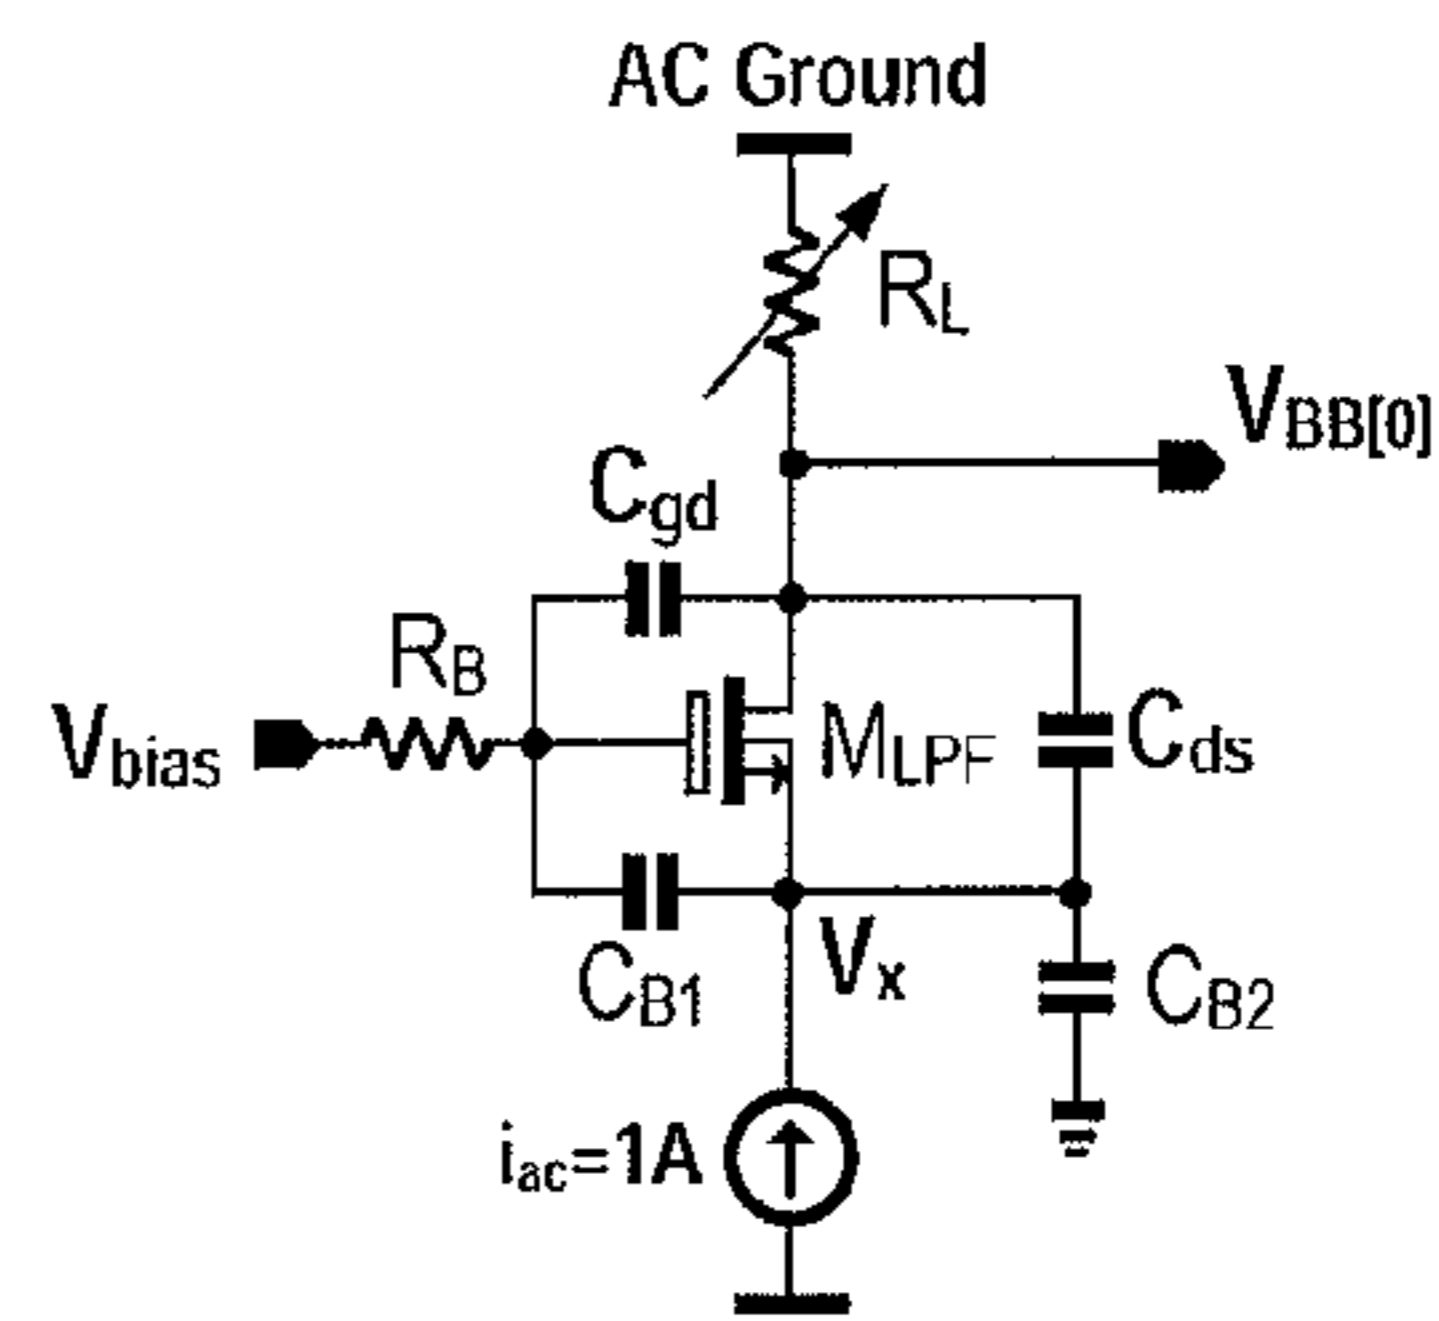 AC Ground
RL
VBB[0]
Cgd
RB
Vbias
MLPF
Cds
CB1
Vx
CB2
iac=1A